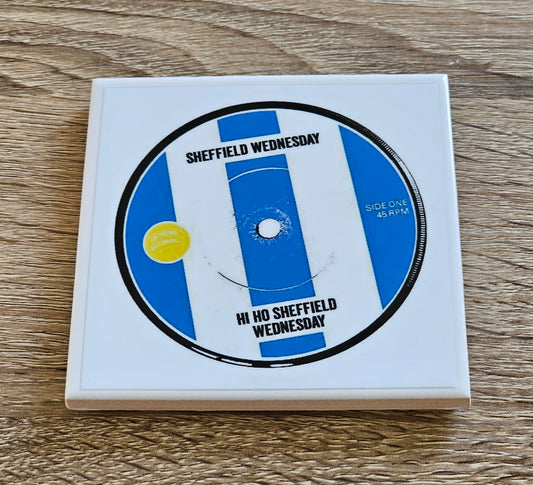 SHEFFIELD WEDNESDAY
SIDE ONE
45 RPM
HI HO SHEFFIELD
WEDNESDAY